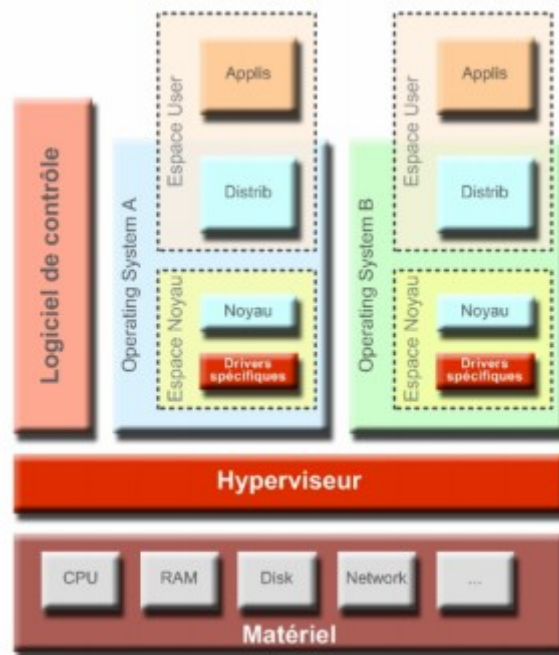 Logiciel de contrôle
Operating System A
Espace User
Applis
Distrib
Espace Noyau
Noyau
Drivers
spécifiques
Operating System B
Espace User
Applis
Distrib
Espace Noyau
Noyau
Drivers
spécifiques
Hyperviseur
CPU
RAM
Disk
Network
...
Matériel